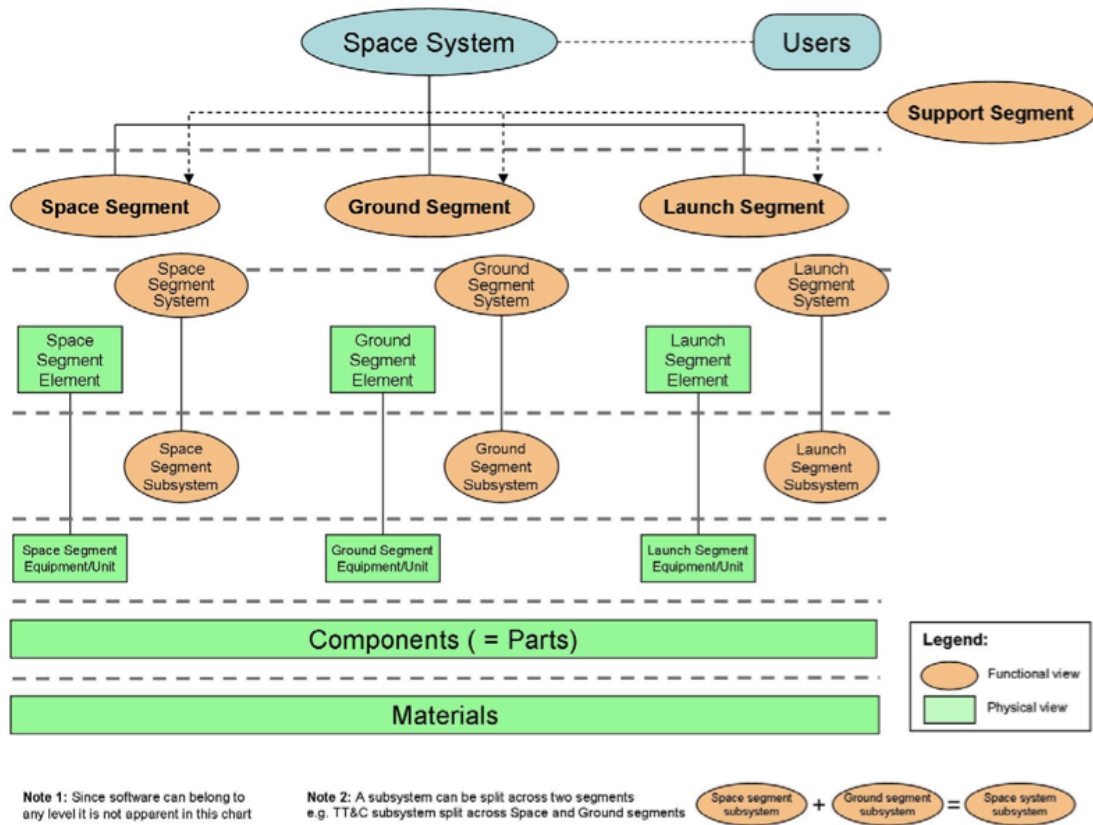 Space System
Users
Support Segment
Space Segment
Ground Segment
Launch Segment
Space
Segment
System
Ground
Segment
System
Launch
Segment
System
Space
Segment
Element
Ground
Segment
Element
Launch
Segment
Element
Space
Segment
Subsystem
Ground
Segment
Subsystem
Launch
Segment
Subsystem
Space Segment
Equipment/Unit
Ground Segment
Equipment/Unit
Launch Segment
Equipment/Unit
Components ( = Parts)
Materials
Legend:
Functional view
Physical view
Note 1: Since software can belong to
any level it is not apparent in this chart
Note 2: A subsystem can be split across two segments
e.g. TT&C subsystem split across Space and Ground segments
Space segment
subsystem
+
Ground segment
subsystem
=
Space system
subsystem